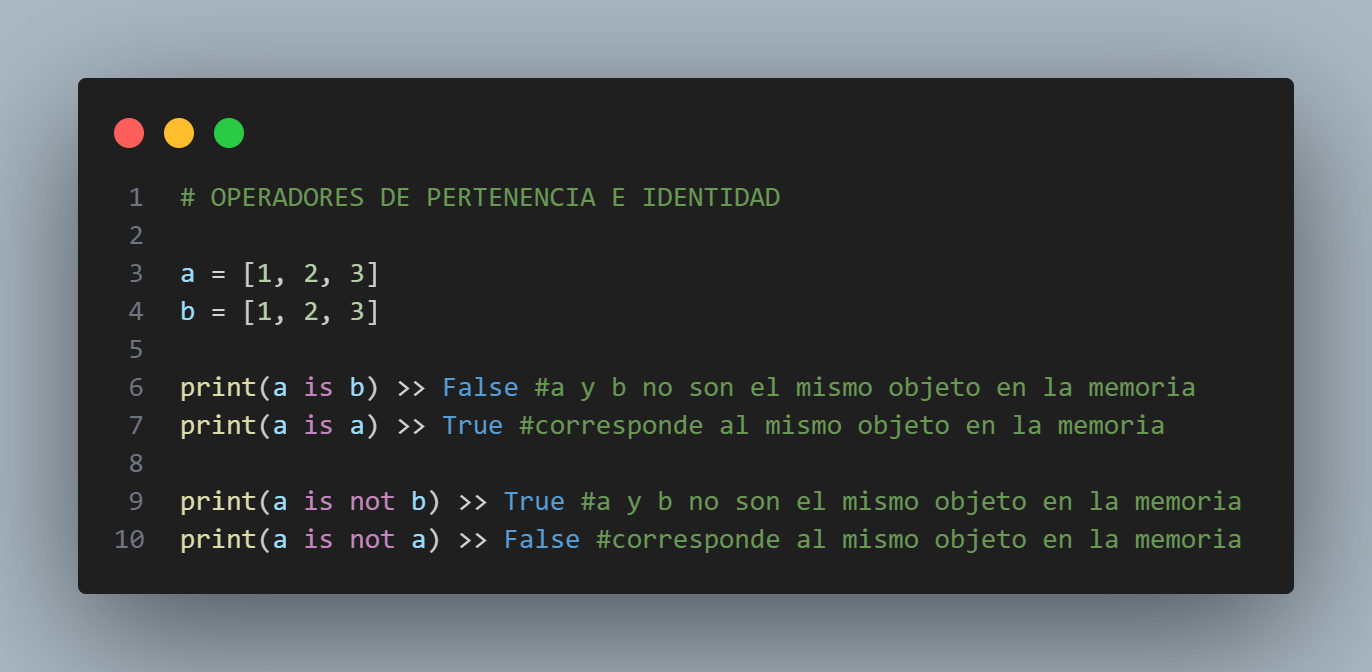 1 # OPERADORES DE PERTENENCIA E IDENTIDAD
2
3 a = [1, 2, 3]
4 b = [1, 2, 3]
5
6 print(a is b) >> False #a y b no son el mismo objeto en la memoria
7 print(a is a) >> True #corresponde al mismo objeto en la memoria
8
9 print(a is not b) >> True #a y b no son el mismo objeto en la memoria
10 print(a is not a) >> False #corresponde al mismo objeto en la memoria